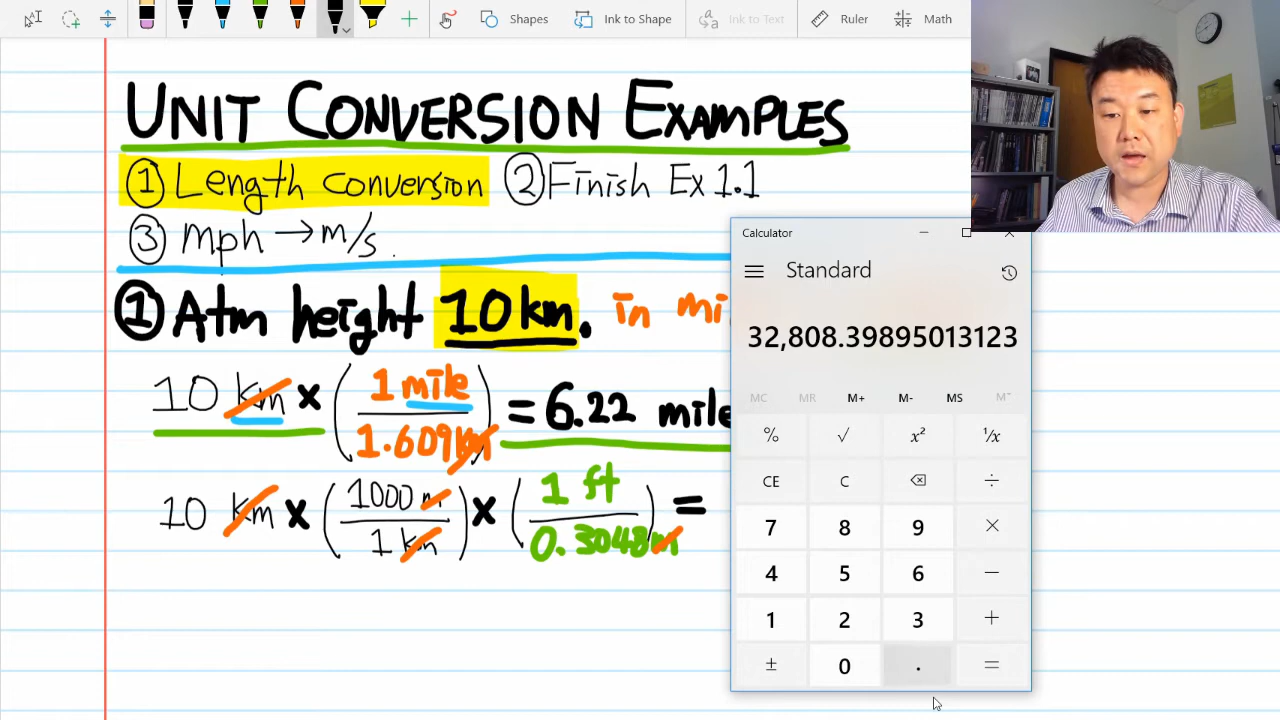 Shapes Ink to Shape Ink to Text Ruler Math
UNIT CONVERSION EXAMPLES
① Length conversion ② Finish Ex 1.1
③ mph → m/s.
① Atm height 10 km. in mi
10 km × (1 mile / 1.609 km) = 6.22 mile
10 km × (1000 m / 1 km) × (1 ft / 0.3048 m) =
Calculator
Standard
32,808.39895013123
MC MR M+ M- MS M˅
% √ x² ¹/x
CE C ⌫ ÷
7 8 9 ×
4 5 6 −
1 2 3 +
± 0 . =